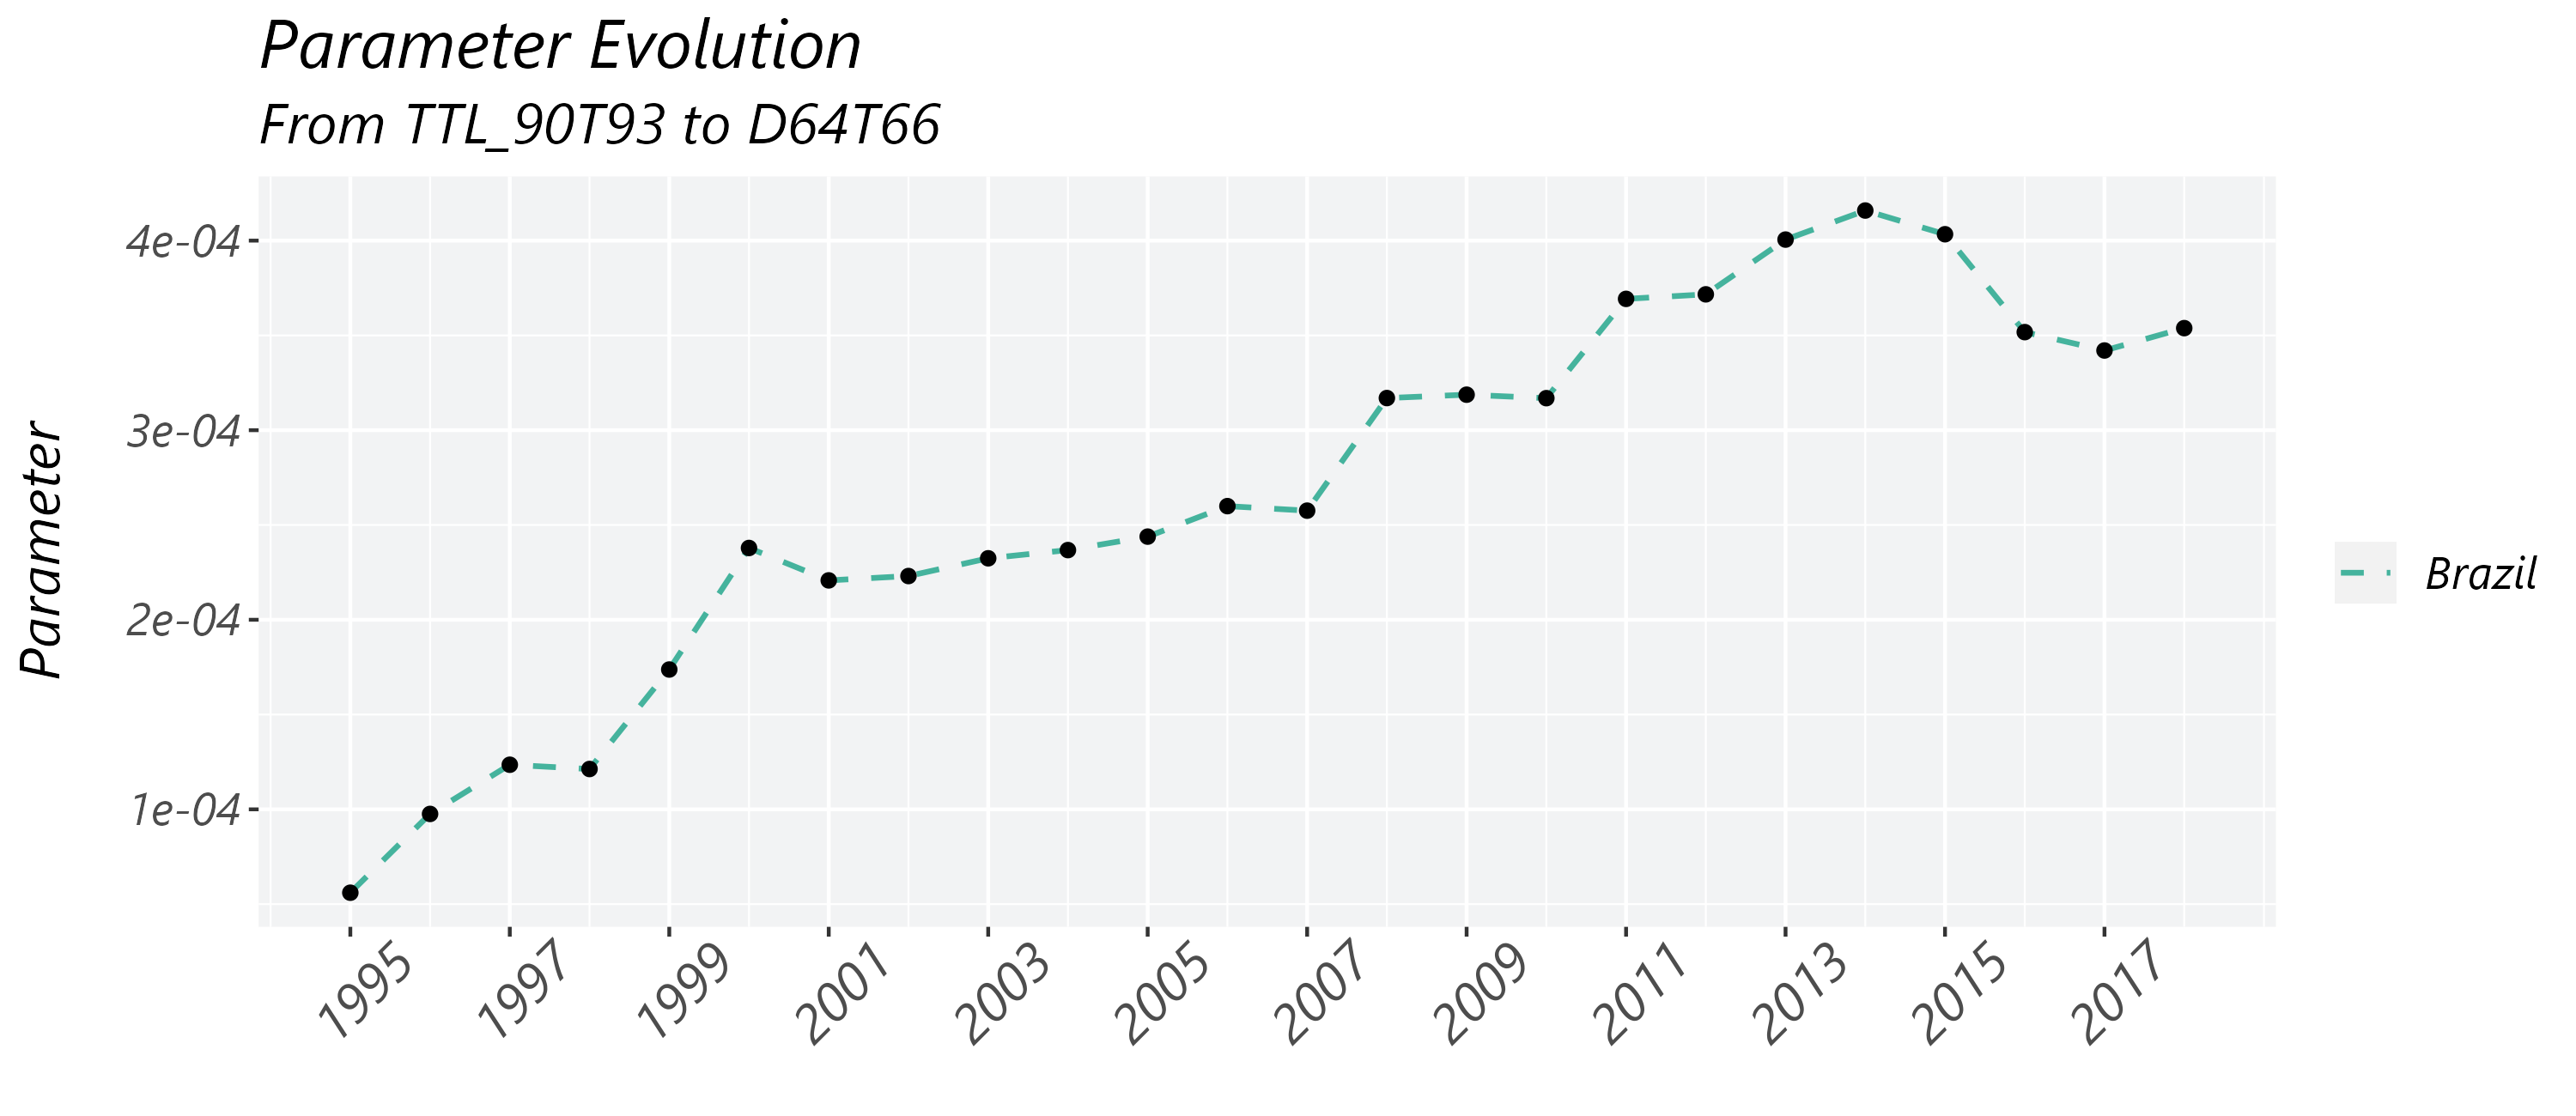 Parameter Evolution
From TTL_90T93 to D64T66
Parameter
4e-04
3e-04
2e-04
1e-04
1995
1997
1999
2001
2003
2005
2007
2009
2011
2013
2015
2017
Brazil